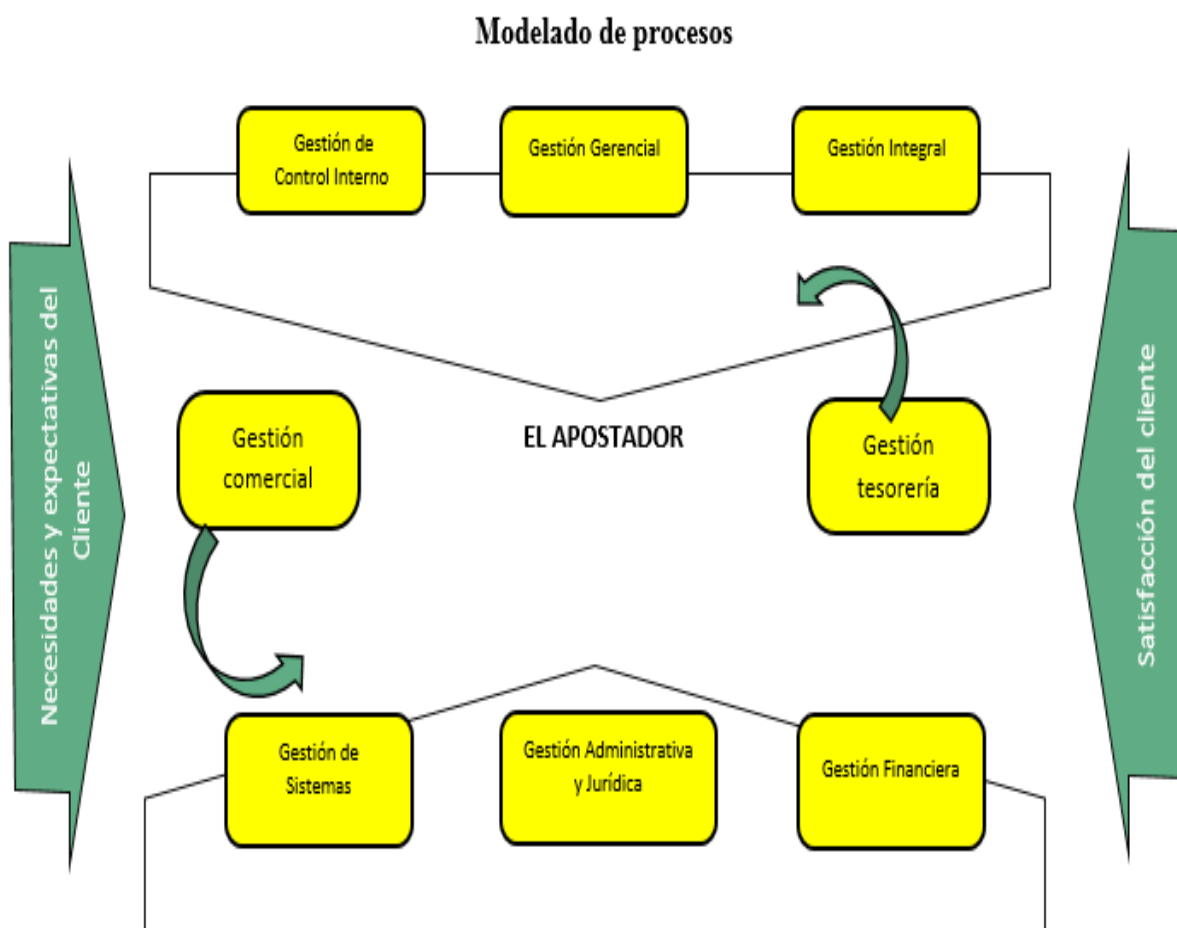 Modelado de procesos
Gestión de
Control Interno
Gestión Gerencial
Gestión Integral
Necesidades y expectativas del
Cliente
Gestión
comercial
EL APOSTADOR
Gestión
tesorería
Satisfacción del cliente
Gestión de
Sistemas
Gestión Administrativa
y Jurídica
Gestión Financiera